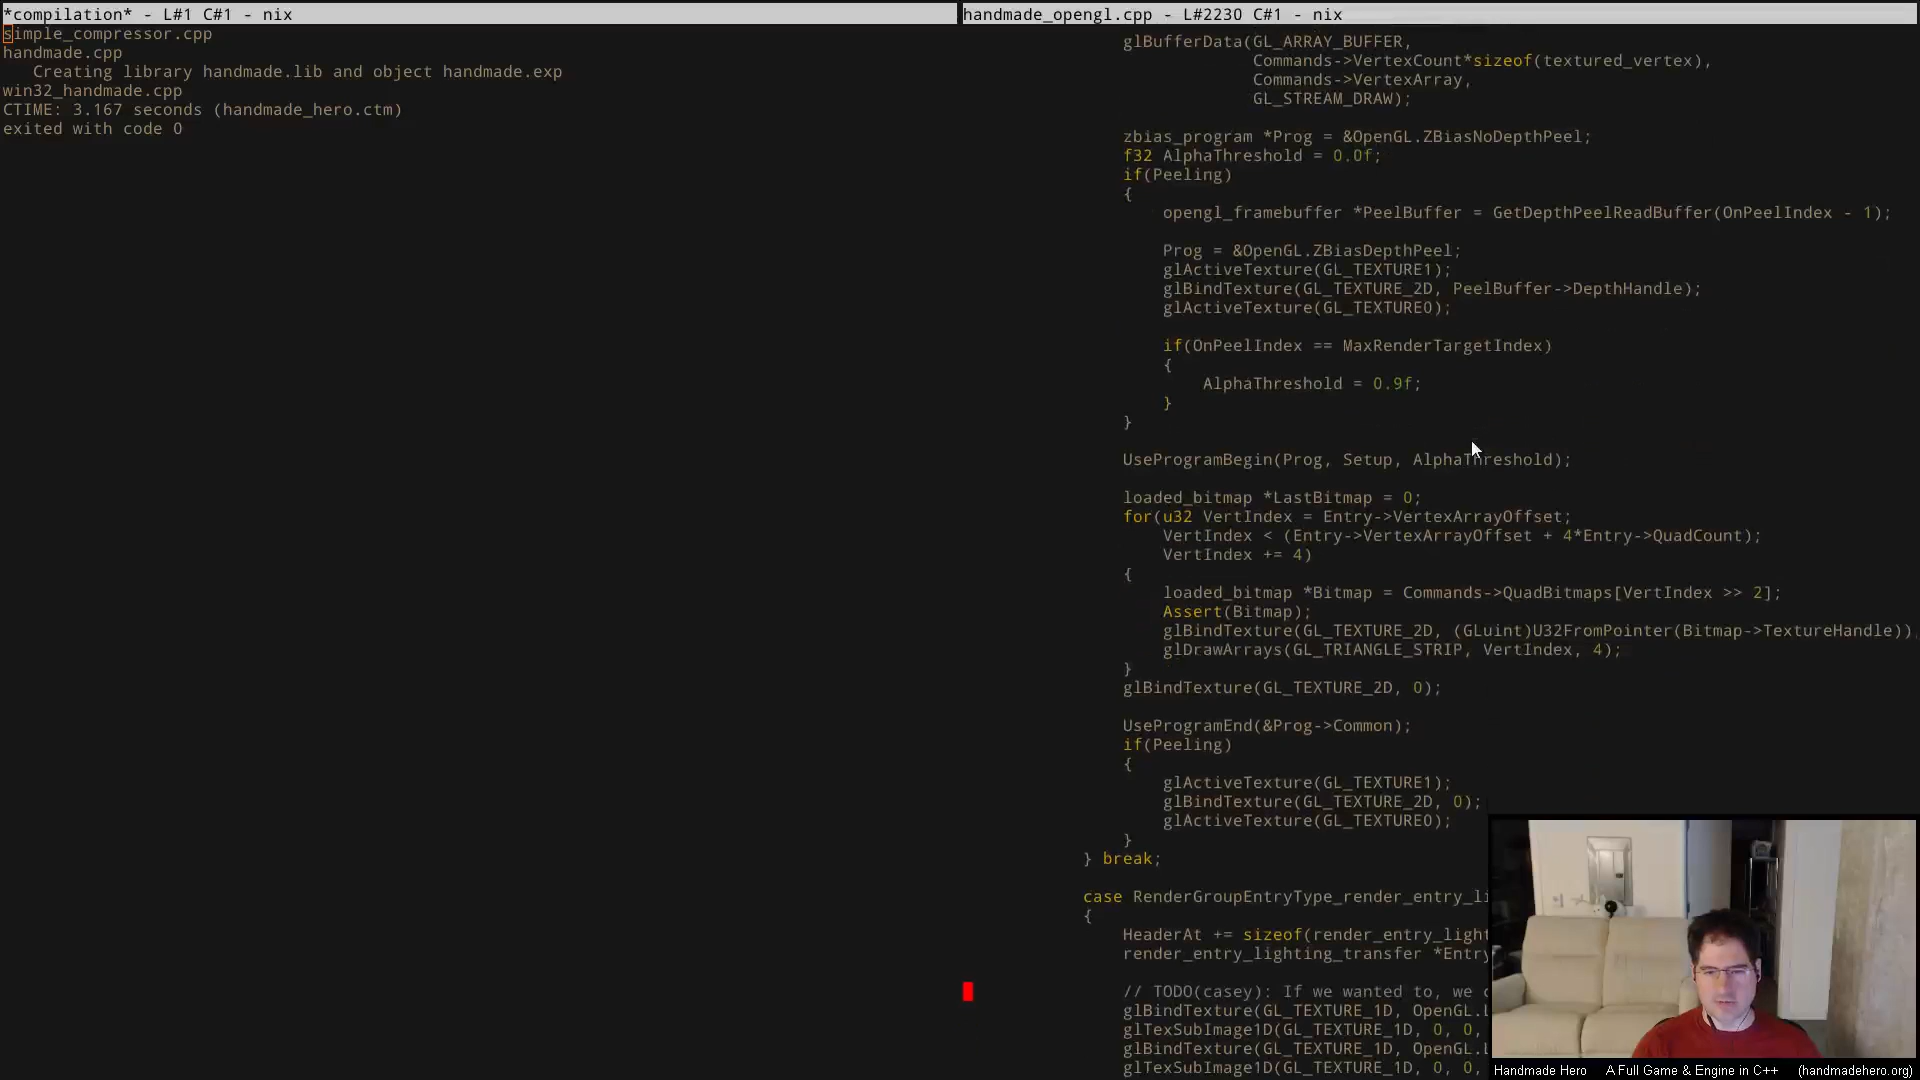 *compilation* - L#1 C#1 - nix
simple_compressor.cpp
handmade.cpp
   Creating library handmade.lib and object handmade.exp
win32_handmade.cpp
CTIME: 3.167 seconds (handmade_hero.ctm)
exited with code 0
handmade_opengl.cpp - L#2230 C#1 - nix
glBufferData(GL_ARRAY_BUFFER,
             Commands->VertexCount*sizeof(textured_vertex),
             Commands->VertexArray,
             GL_STREAM_DRAW);
zbias_program *Prog = &OpenGL.ZBiasNoDepthPeel;
f32 AlphaThreshold = 0.0f;
if(Peeling)
{
    opengl_framebuffer *PeelBuffer = GetDepthPeelReadBuffer(OnPeelIndex - 1);
    Prog = &OpenGL.ZBiasDepthPeel;
    glActiveTexture(GL_TEXTURE1);
    glBindTexture(GL_TEXTURE_2D, PeelBuffer->DepthHandle);
    glActiveTexture(GL_TEXTURE0);
    if(OnPeelIndex == MaxRenderTargetIndex)
    {
        AlphaThreshold = 0.9f;
    }
}
UseProgramBegin(Prog, Setup, AlphaThreshold);
loaded_bitmap *LastBitmap = 0;
for(u32 VertIndex = Entry->VertexArrayOffset;
    VertIndex < (Entry->VertexArrayOffset + 4*Entry->QuadCount);
    VertIndex += 4)
{
    loaded_bitmap *Bitmap = Commands->QuadBitmaps[VertIndex >> 2];
    Assert(Bitmap);
    glBindTexture(GL_TEXTURE_2D, (GLuint)U32FromPointer(Bitmap->TextureHandle))
    glDrawArrays(GL_TRIANGLE_STRIP, VertIndex, 4);
}
glBindTexture(GL_TEXTURE_2D, 0);
UseProgramEnd(&Prog->Common);
if(Peeling)
{
    glActiveTexture(GL_TEXTURE1);
    glBindTexture(GL_TEXTURE_2D, 0);
    glActiveTexture(GL_TEXTURE0);
}
} break;
case RenderGroupEntryType_render_entry_li
{
    HeaderAt += sizeof(render_entry_light
    render_entry_lighting_transfer *Entry
    // TODO(casey): If we wanted to, we
    glBindTexture(GL_TEXTURE_1D, OpenGL.
    glTexSubImage1D(GL_TEXTURE_1D, 0, 0,
    glBindTexture(GL_TEXTURE_1D, OpenGL.
    glTexSubImage1D(GL_TEXTURE_1D, 0, 0,
Handmade Hero A Full Game & Engine in C++ (handmadehero.org)